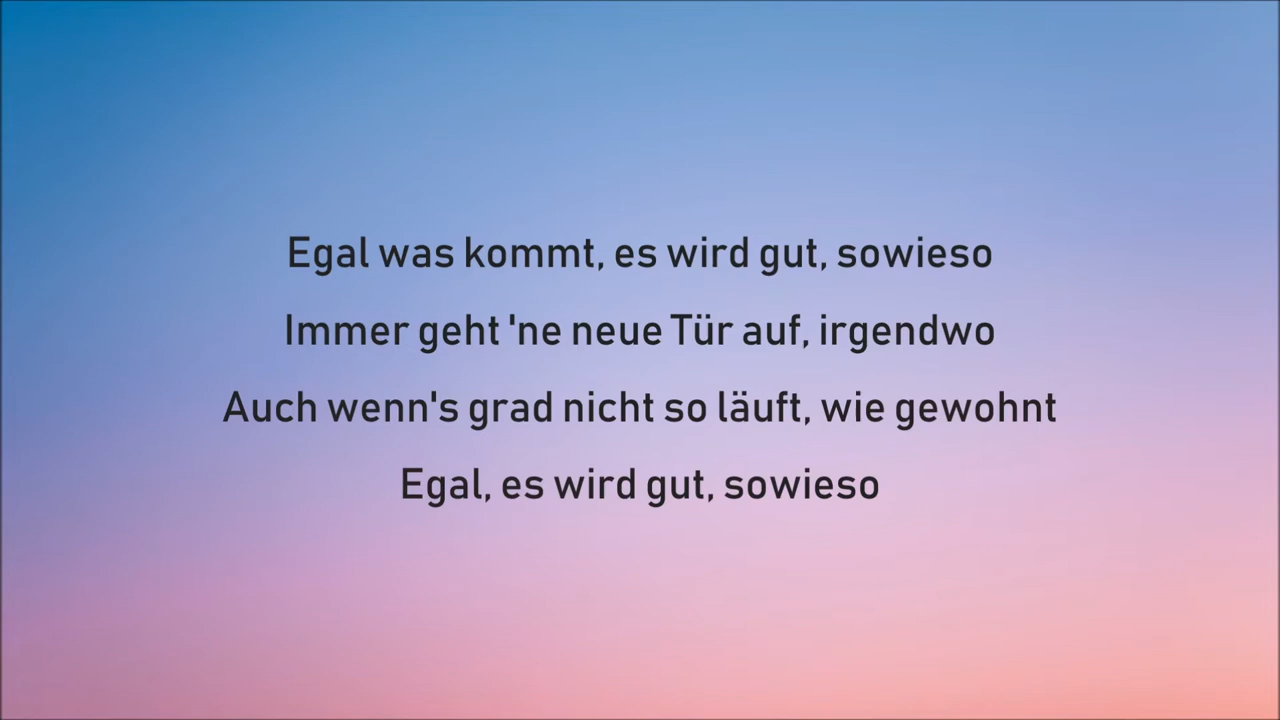 Egal was kommt, es wird gut, sowieso
Immer geht 'ne neue Tür auf, irgendwo
Auch wenn's grad nicht so läuft, wie gewohnt
Egal, es wird gut, sowieso